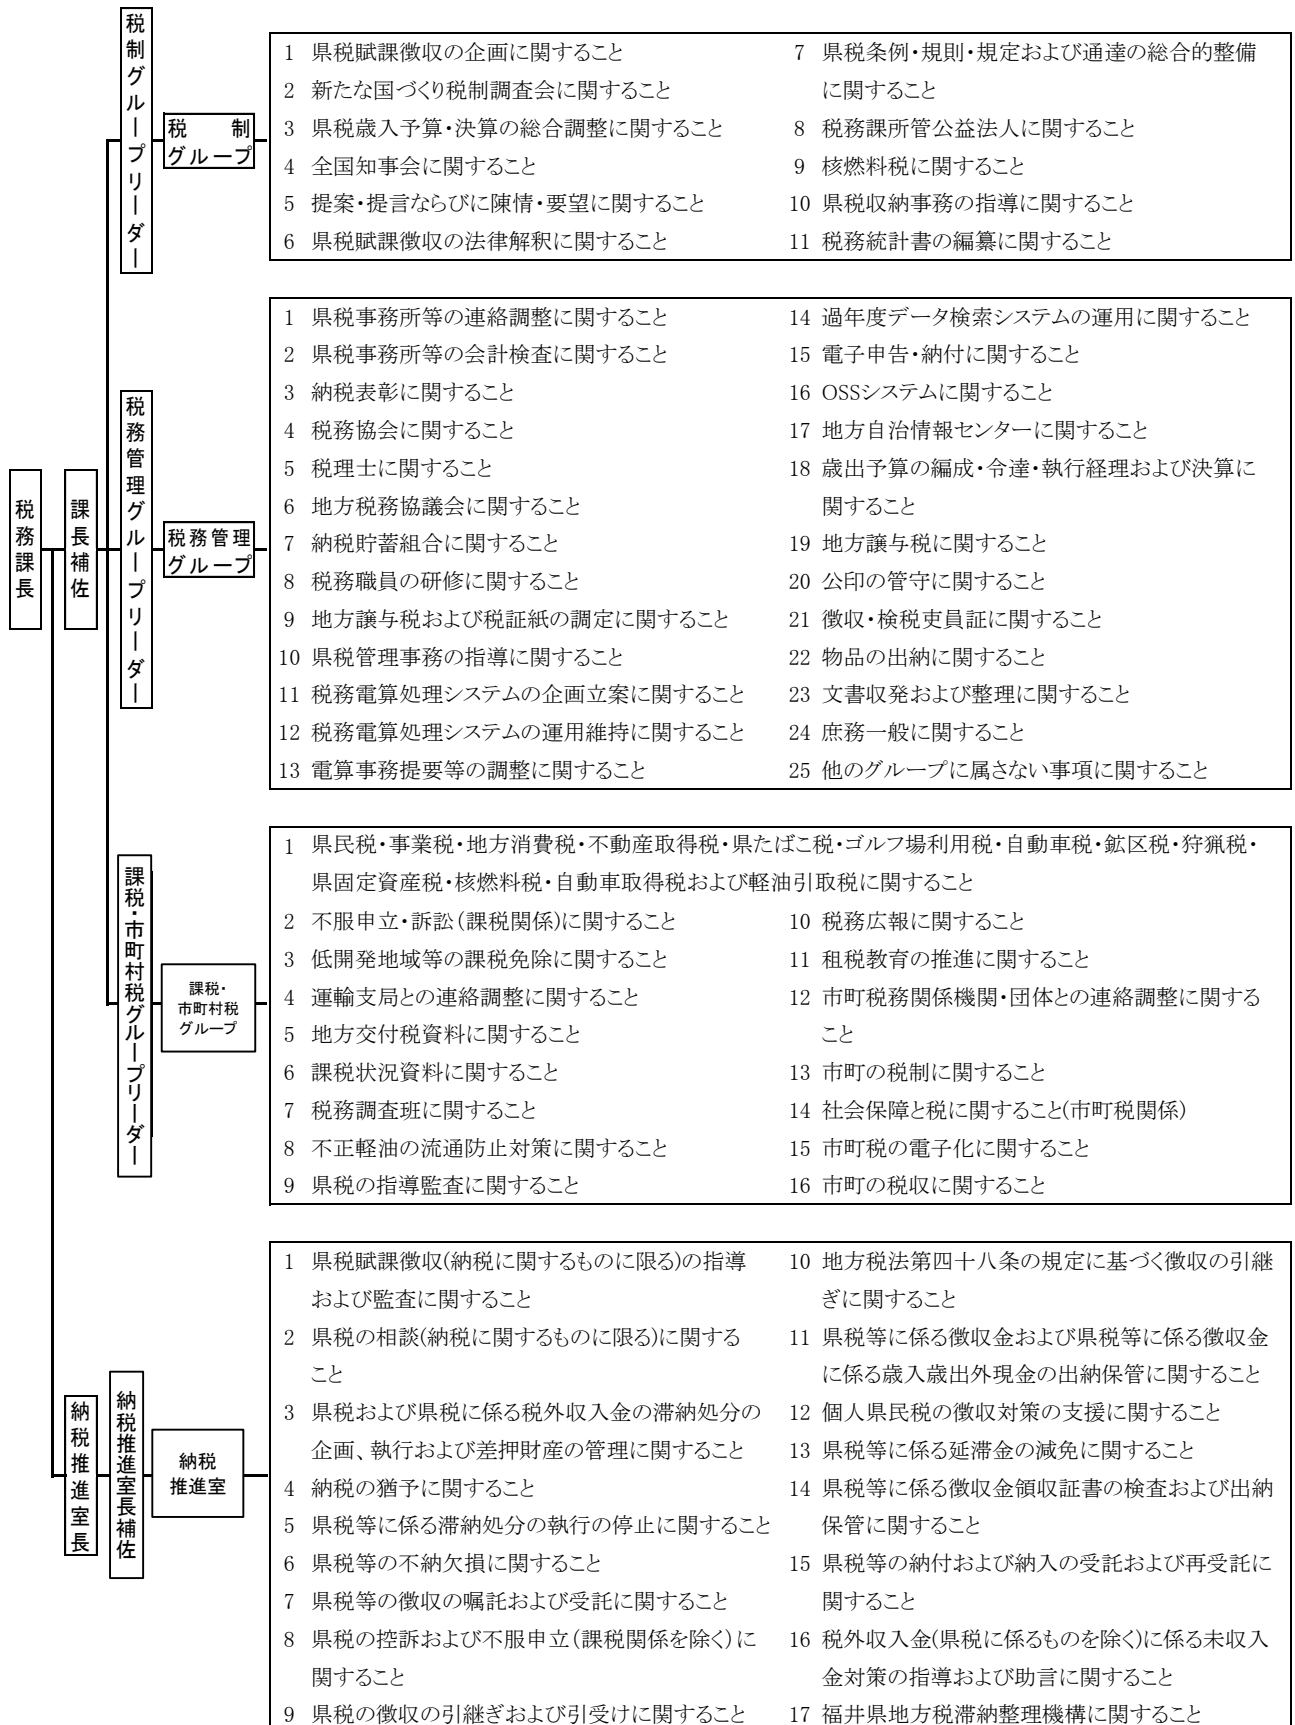 税務課長
課長補佐
税制グループリーダー
税　制
グループ
1 県税賦課徴収の企画に関すること
2 新たな国づくり税制調査会に関すること
3 県税歳入予算・決算の総合調整に関すること
4 全国知事会に関すること
5 提案・提言ならびに陳情・要望に関すること
6 県税賦課徴収の法律解釈に関すること
7 県税条例・規則・規定および通達の総合的整備
に関すること
8 税務課所管公益法人に関すること
9 核燃料税に関すること
10 県税収納事務の指導に関すること
11 税務統計書の編纂に関すること
税務管理グループリーダー
税務管理
グループ
1 県税事務所等の連絡調整に関すること
2 県税事務所等の会計検査に関すること
3 納税表彰に関すること
4 税務協会に関すること
5 税理士に関すること
6 地方税務協議会に関すること
7 納税貯蓄組合に関すること
8 税務職員の研修に関すること
9 地方譲与税および税証紙の調定に関すること
10 県税管理事務の指導に関すること
11 税務電算処理システムの企画立案に関すること
12 税務電算処理システムの運用維持に関すること
13 電算事務提要等の調整に関すること
14 過年度データ検索システムの運用に関すること
15 電子申告・納付に関すること
16 OSSシステムに関すること
17 地方自治情報センターに関すること
18 歳出予算の編成・令達・執行経理および決算に
関すること
19 地方譲与税に関すること
20 公印の管守に関すること
21 徴収・検税吏員証に関すること
22 物品の出納に関すること
23 文書収発および整理に関すること
24 庶務一般に関すること
25 他のグループに属さない事項に関すること
課税・市町村税グループリーダー
課税・
市町村税
グループ
1 県民税・事業税・地方消費税・不動産取得税・県たばこ税・ゴルフ場利用税・自動車税・鉱区税・狩猟税・
県固定資産税・核燃料税・自動車取得税および軽油引取税に関すること
2 不服申立・訴訟（課税関係）に関すること
3 低開発地域等の課税免除に関すること
4 運輸支局との連絡調整に関すること
5 地方交付税資料に関すること
6 課税状況資料に関すること
7 税務調査班に関すること
8 不正軽油の流通防止対策に関すること
9 県税の指導監査に関すること
10 税務広報に関すること
11 租税教育の推進に関すること
12 市町税務関係機関・団体との連絡調整に関する
こと
13 市町の税制に関すること
14 社会保障と税に関すること(市町税関係)
15 市町税の電子化に関すること
16 市町の税収に関すること
納税推進室長
納税推進室長補佐
納税
推進室
1 県税賦課徴収(納税に関するものに限る)の指導
および監査に関すること
2 県税の相談(納税に関するものに限る)に関する
こと
3 県税および県税に係る税外収入金の滞納処分の
企画、執行および差押財産の管理に関すること
4 納税の猶予に関すること
5 県税等に係る滞納処分の執行の停止に関すること
6 県税等の不納欠損に関すること
7 県税等の徴収の嘱託および受託に関すること
8 県税の控訴および不服申立（課税関係を除く）に
関すること
9 県税の徴収の引継ぎおよび引受けに関すること
10 地方税法第四十八条の規定に基づく徴収の引継
ぎに関すること
11 県税等に係る徴収金および県税等に係る徴収金
に係る歳入歳出外現金の出納保管に関すること
12 個人県民税の徴収対策の支援に関すること
13 県税等に係る延滞金の減免に関すること
14 県税等に係る徴収金領収証書の検査および出納
保管に関すること
15 県税等の納付および納入の受託および再受託に
関すること
16 税外収入金(県税に係るものを除く)に係る未収入
金対策の指導および助言に関すること
17 福井県地方税滞納整理機構に関すること